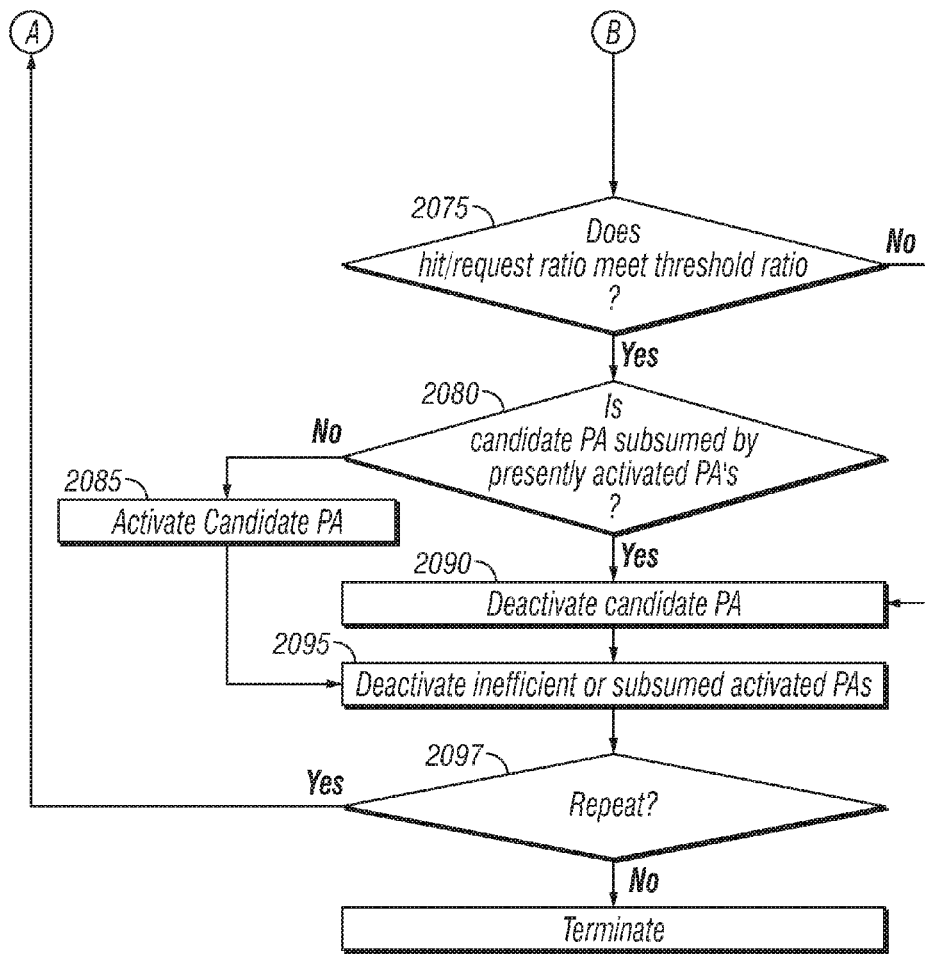 A
B
2075
Does
hit/request ratio meet threshold ratio
?
No
Yes
2080
Is
candidate PA subsumed by
presently activated PA's
?
No
2085
Activate Candidate PA
Yes
2090
Deactivate candidate PA
2095
Deactivate inefficient or subsumed activated PAs
2097
Yes
Repeat?
No
Terminate